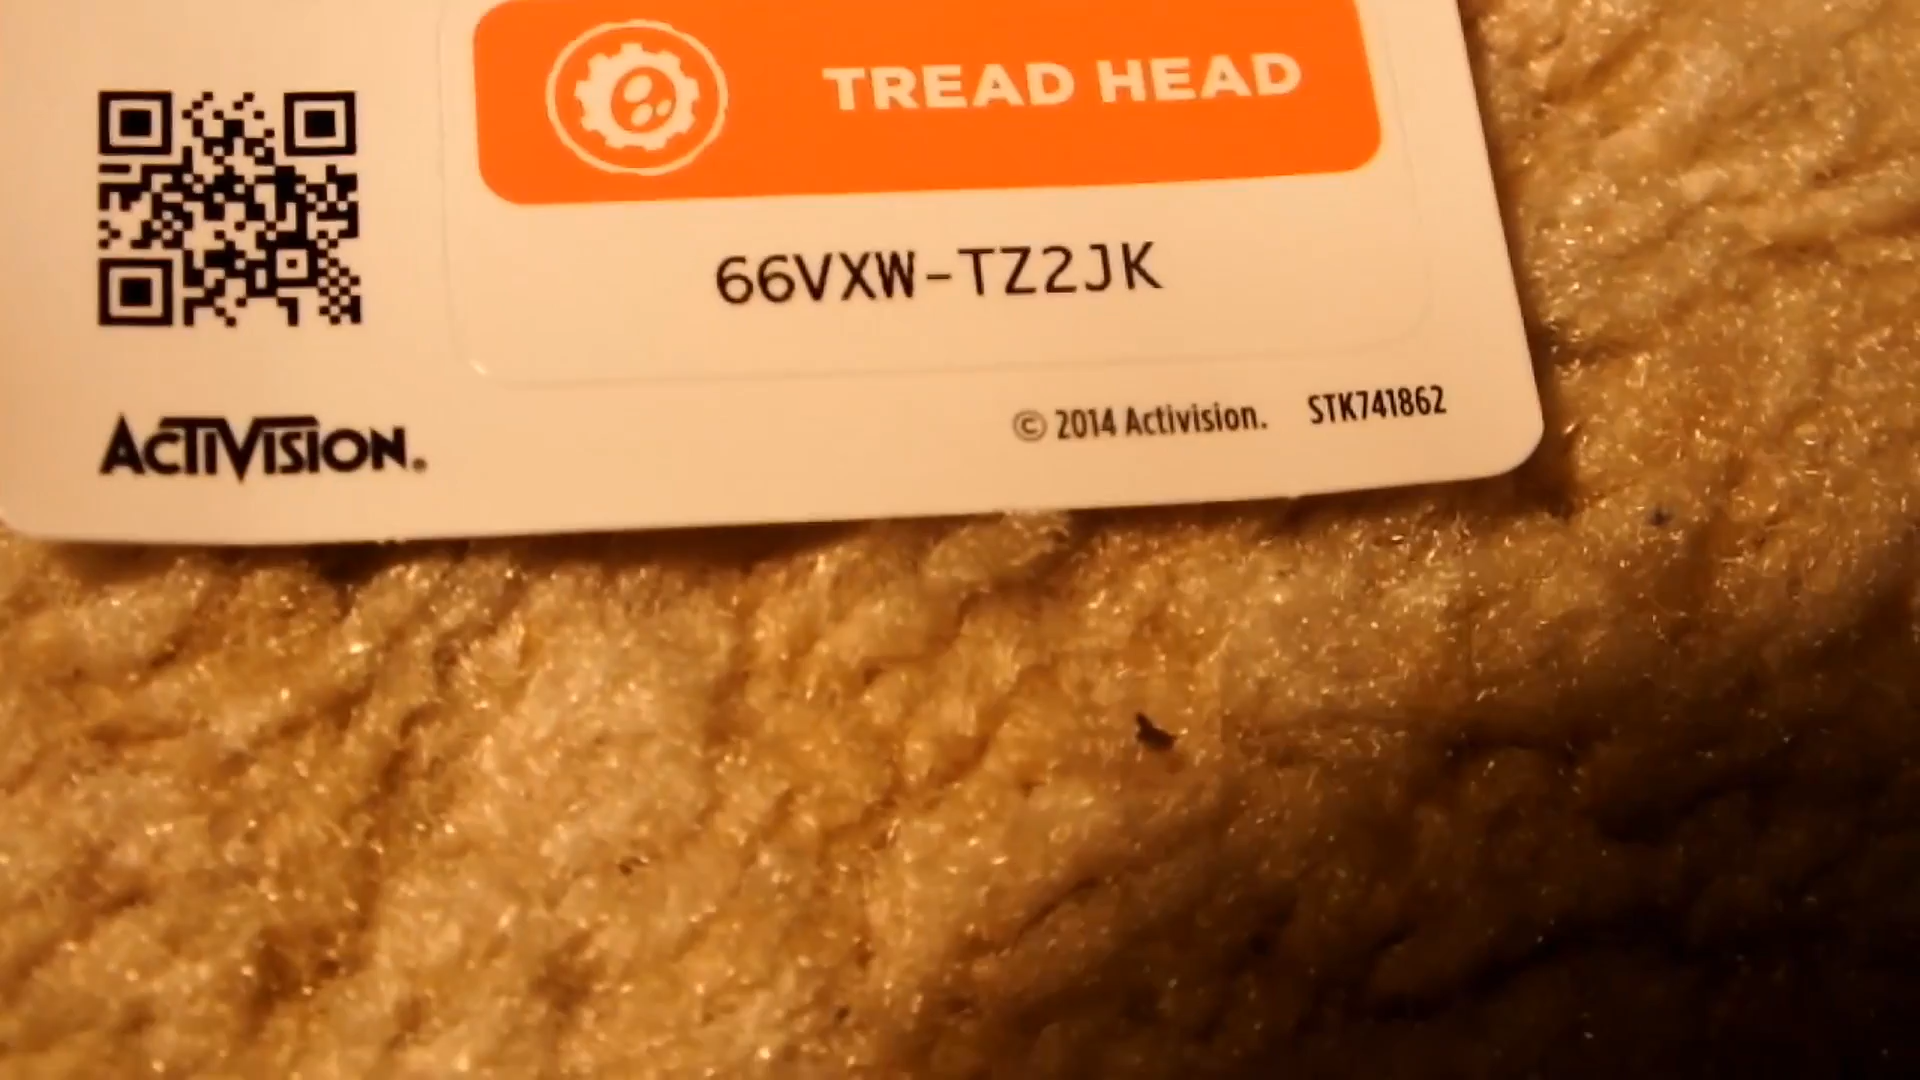 TREAD HEAD
66VXW-TZ2JK
© 2014 Activision. STK741862
ACTIVISION.